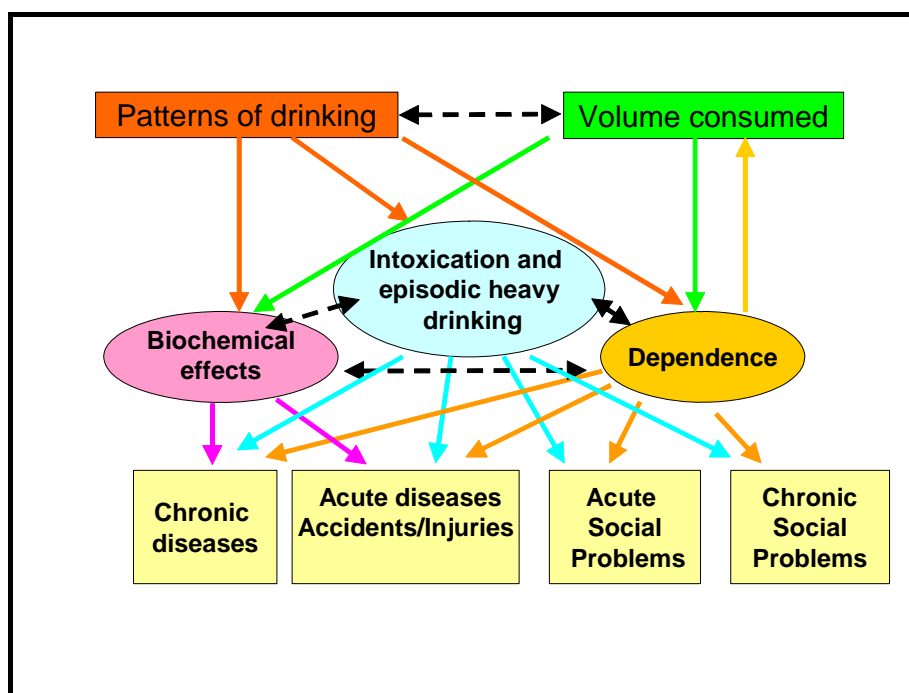 Patterns of drinking
Volume consumed
Intoxication and
episodic heavy
drinking
Biochemical
effects
Dependence
Chronic
diseases
Acute diseases
Accidents/Injuries
Acute
Social
Problems
Chronic
Social
Problems